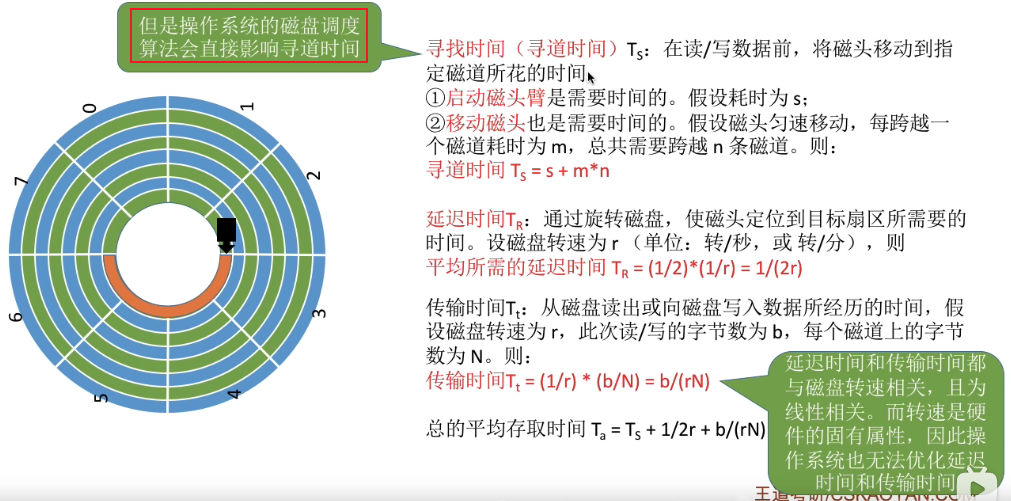 但是操作系统的磁盘调度
算法会直接影响寻道时间
寻找时间（寻道时间）TS：在读/写数据前，将磁头移动到指
定磁道所花的时间。
①启动磁头臂是需要时间的。假设耗时为 s；
②移动磁头也是需要时间的。假设磁头匀速移动，每跨越一
个磁道耗时为 m，总共需要跨越 n 条磁道。则：
寻道时间 TS = s + m*n
延迟时间TR：通过旋转磁盘，使磁头定位到目标扇区所需要的
时间。设磁盘转速为 r （单位：转/秒，或 转/分），则
平均所需的延迟时间 TR = (1/2)*(1/r) = 1/(2r)
传输时间Tt：从磁盘读出或向磁盘写入数据所经历的时间，假
设磁盘转速为 r，此次读/写的字节数为 b，每个磁道上的字节
数为 N。则：
传输时间Tt = (1/r) * (b/N) = b/(rN)
总的平均存取时间 Ta = TS + 1/2r + b/(rN)
延迟时间和传输时间都
与磁盘转速相关，且为
线性相关。而转速是硬
件的固有属性，因此操
作系统也无法优化延迟
时间和传输时间
0
1
2
3
4
5
6
7
王道考研/CSKAOYAN.COM